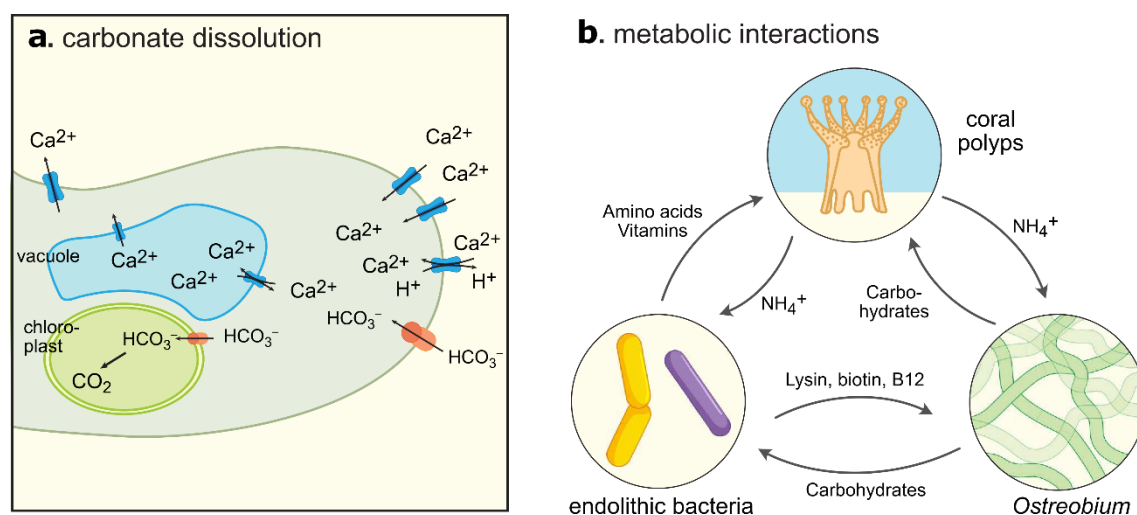 a. carbonate dissolution
Ca2+
Ca2+
Ca2+
vacuole
Ca2+
Ca2+
Ca2+
Ca2+
Ca2+
Ca2+
Ca2+
H+
H+
HCO3−
HCO3−
chloro-
plast
HCO3−
HCO3−
CO2
b. metabolic interactions
coral
polyps
Amino acids
Vitamins
NH4+
NH4+
Carbo-
hydrates
Lysin, biotin, B12
Carbohydrates
endolithic bacteria
Ostreobium